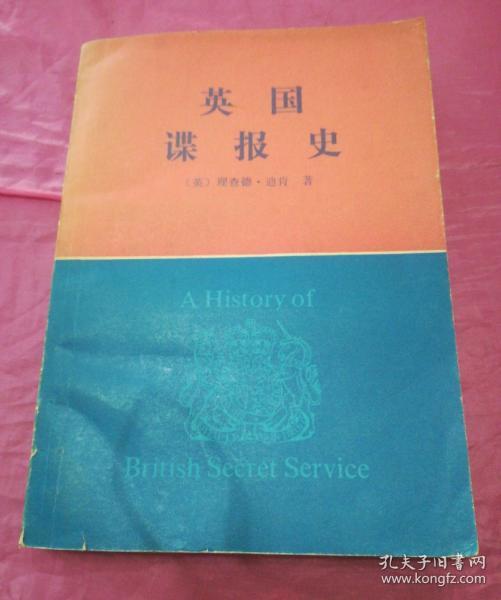 英国
谍报史
（英）理查德·迪肯 著
A History of
British Secret Service
孔夫子旧书网
www.kongfz.com